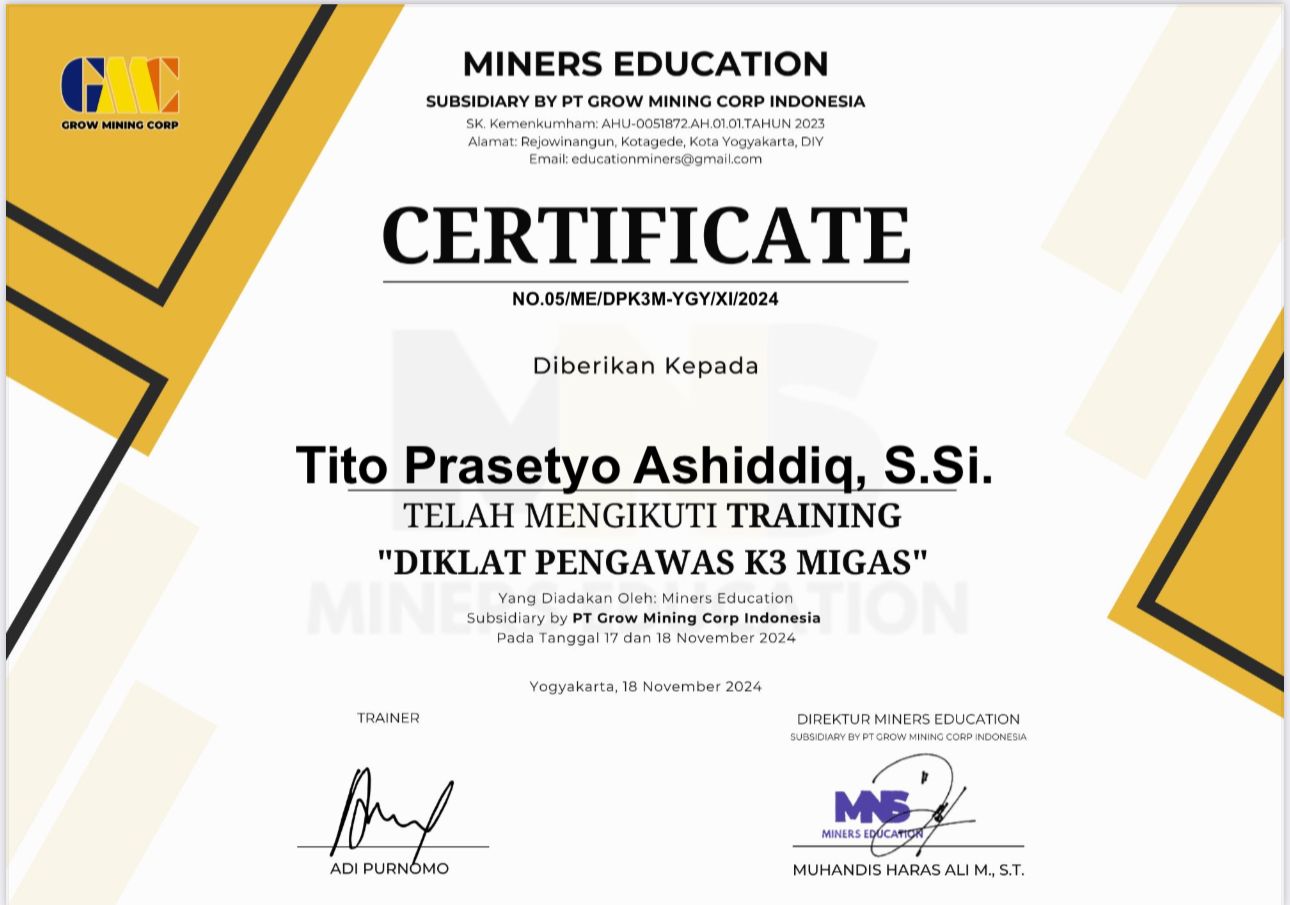 GMC
GROW MINING CORP
MINERS EDUCATION
SUBSIDIARY BY PT GROW MINING CORP INDONESIA
SK. Kemenkumham: AHU-0051872.AH.01.01.TAHUN 2023
Alamat: Rejowinangun, Kotagede, Kota Yogyakarta, DIY
Email: educationminers@gmail.com
CERTIFICATE
NO.05/ME/DPK3M-YGY/XI/2024
Diberikan Kepada
MNS
Tito Prasetyo Ashiddiq, S.Si.
TELAH MENGIKUTI TRAINING
"DIKLAT PENGAWAS K3 MIGAS"
MINERS EDUCATION
Yang Diadakan Oleh: Miners Education
Subsidiary by PT Grow Mining Corp Indonesia
Pada Tanggal 17 dan 18 November 2024
Yogyakarta, 18 November 2024
TRAINER
ADI PURNOMO
DIREKTUR MINERS EDUCATION
SUBSIDIARY BY PT GROW MINING CORP INDONESIA
MNS
MINERS EDUCATION
MUHANDIS HARAS ALI M., S.T.